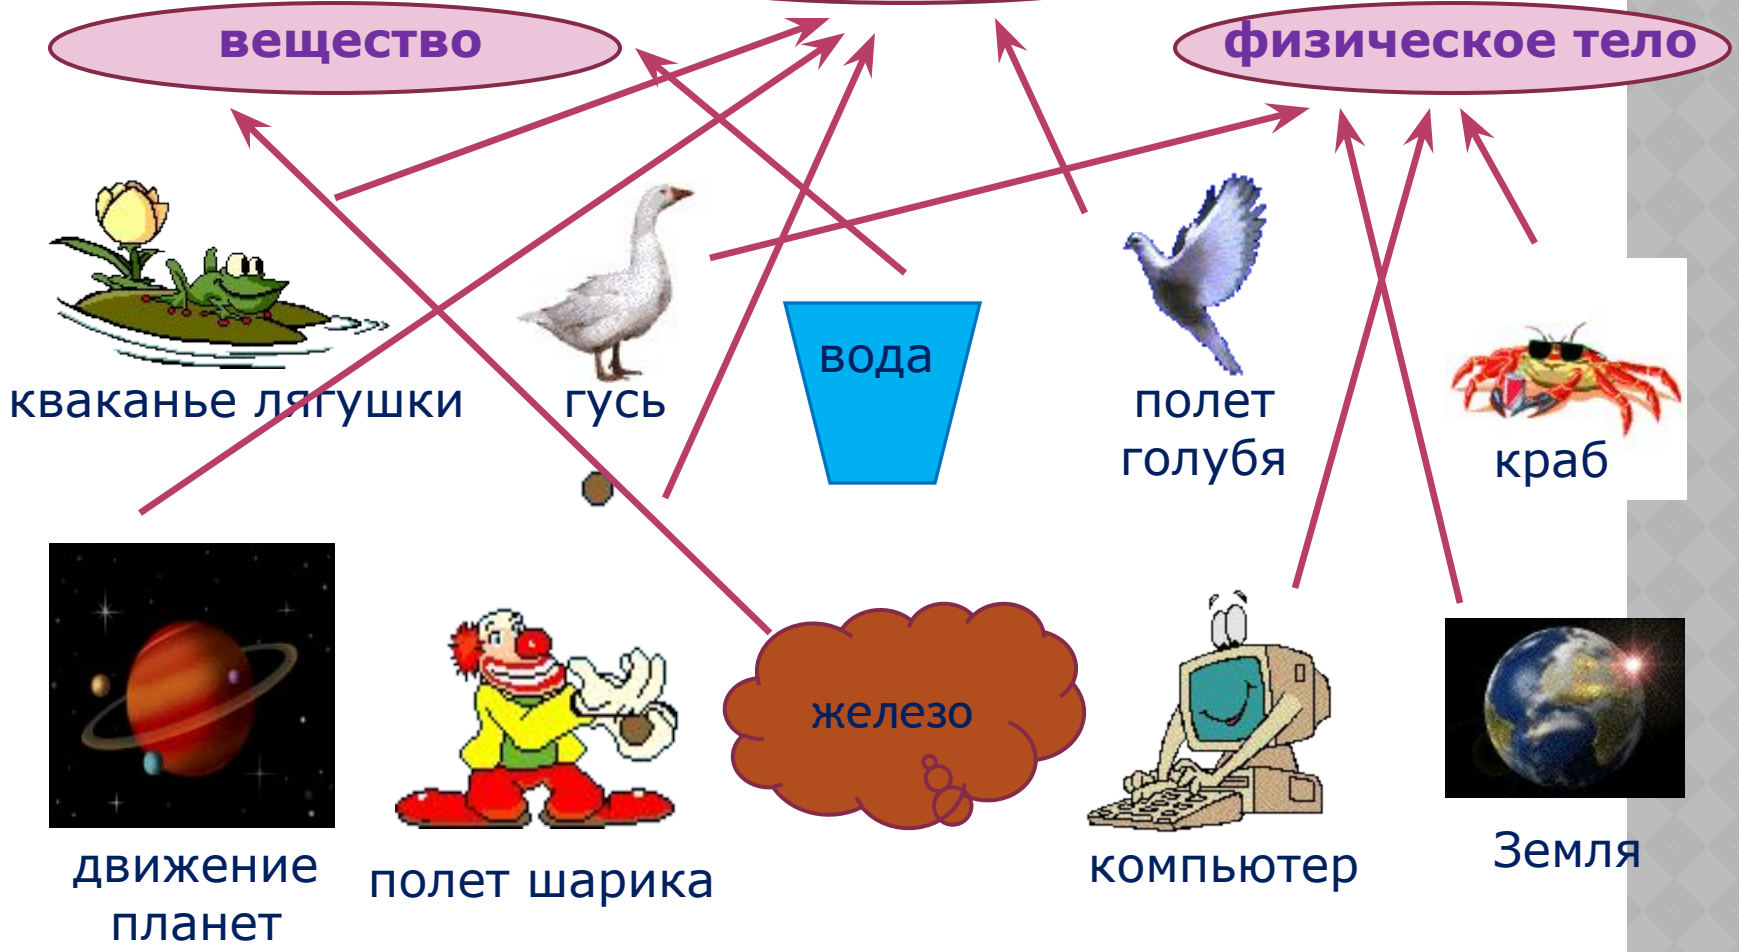 вещество
физическое тело
кваканье лягушки
гусь
вода
полет
голубя
краб
движение
планет
полет шарика
железо
компьютер
Земля